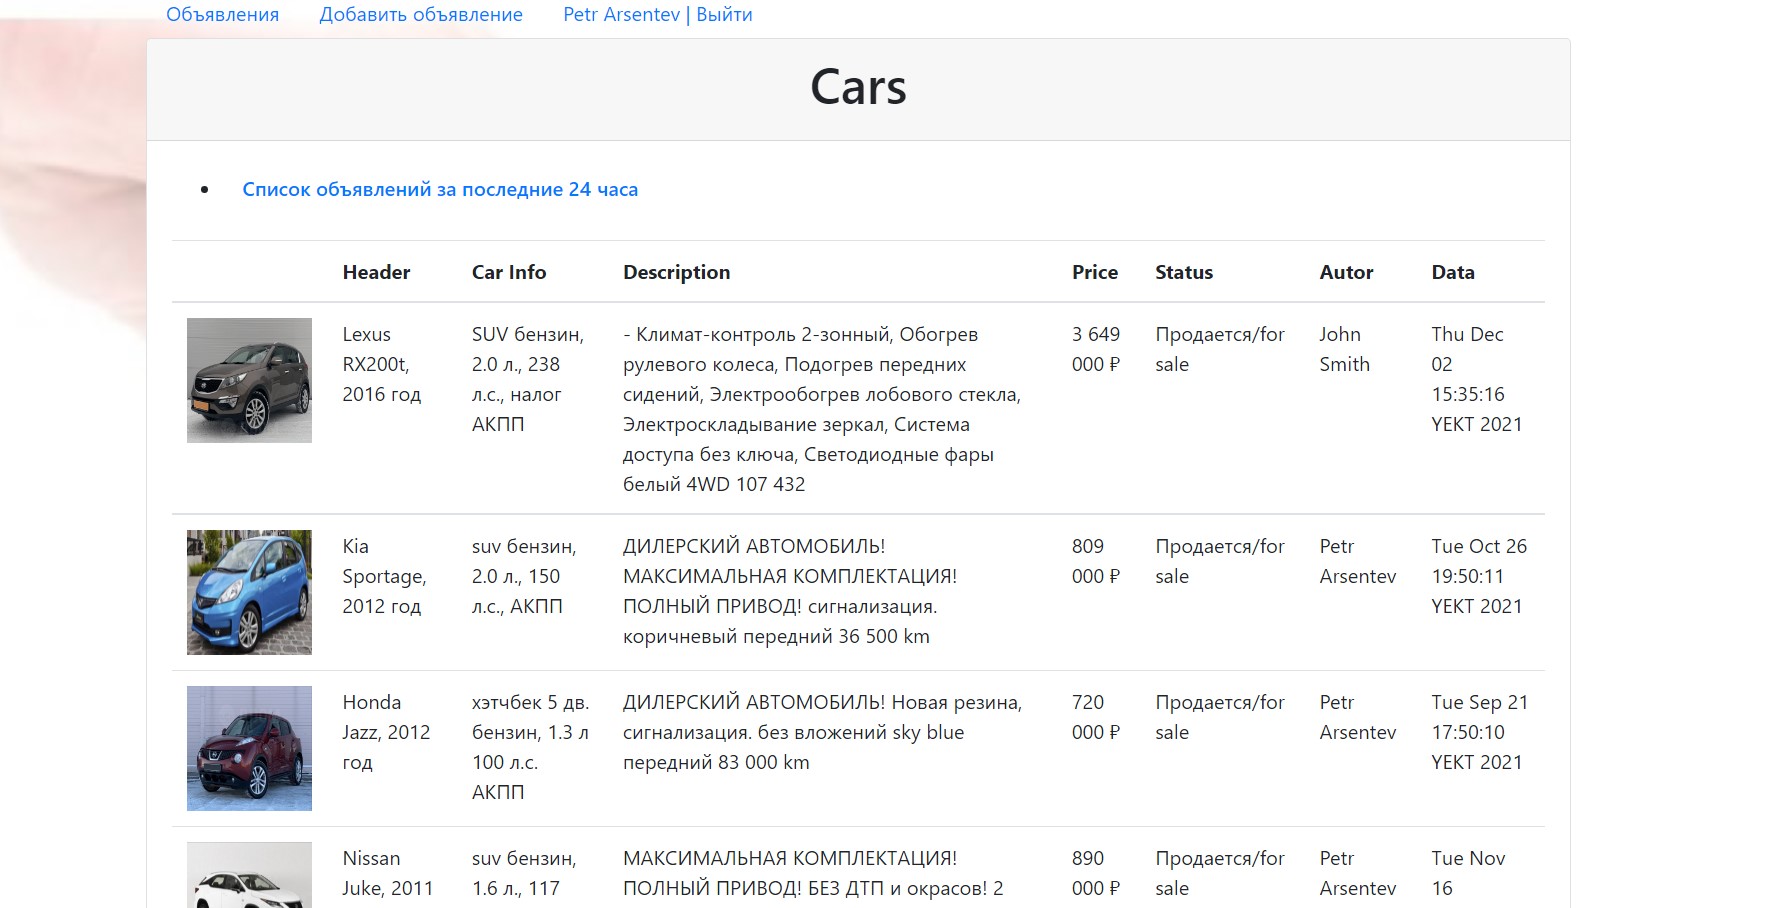 Объявления Добавить объявление Petr Arsentev | Выйти
Cars
Список объявлений за последние 24 часа
Header Car Info Description Price Status Autor Data
Lexus
RX200t,
2016 год
SUV бензин,
2.0 л., 238
л.с., налог
АКПП
- Климат-контроль 2-зонный, Обогрев
рулевого колеса, Подогрев передних
сидений, Электрообогрев лобового стекла,
Электроскладывание зеркал, Система
доступа без ключа, Светодиодные фары
белый 4WD 107 432
3 649
000 ₽
Продается/for
sale
John
Smith
Thu Dec
02
15:35:16
YEKT 2021
Kia
Sportage,
2012 год
suv бензин,
2.0 л., 150
л.с., АКПП
ДИЛЕРСКИЙ АВТОМОБИЛЬ!
МАКСИМАЛЬНАЯ КОМПЛЕКТАЦИЯ!
ПОЛНЫЙ ПРИВОД! сигнализация.
коричневый передний 36 500 km
809
000 ₽
Продается/for
sale
Petr
Arsentev
Tue Oct 26
19:50:11
YEKT 2021
Honda
Jazz, 2012
год
хэтчбек 5 дв.
бензин, 1.3 л
100 л.с.
АКПП
ДИЛЕРСКИЙ АВТОМОБИЛЬ! Новая резина,
сигнализация. без вложений sky blue
передний 83 000 km
720
000 ₽
Продается/for
sale
Petr
Arsentev
Tue Sep 21
17:50:10
YEKT 2021
Nissan
Juke, 2011
suv бензин,
1.6 л., 117
МАКСИМАЛЬНАЯ КОМПЛЕКТАЦИЯ!
ПОЛНЫЙ ПРИВОД! БЕЗ ДТП и окрасов! 2
890
000 ₽
Продается/for
sale
Petr
Arsentev
Tue Nov
16